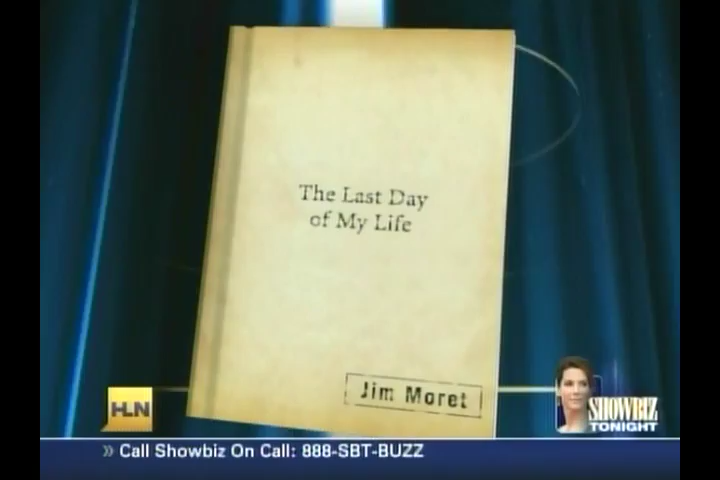 The Last Day
of My Life
Jim Moret
HLN
SHOWBIZ
TONIGHT
» Call Showbiz On Call: 888-SBT-BUZZ